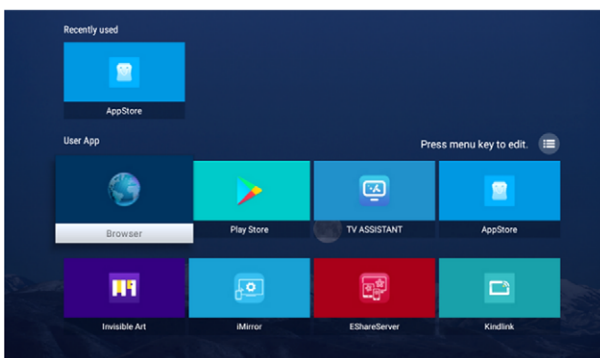 Recently used
AppStore
User App
Press menu key to edit.
Browser
Play Store
TV ASSISTANT
AppStore
Invisible Art
iMirror
EShareServer
Kindlink